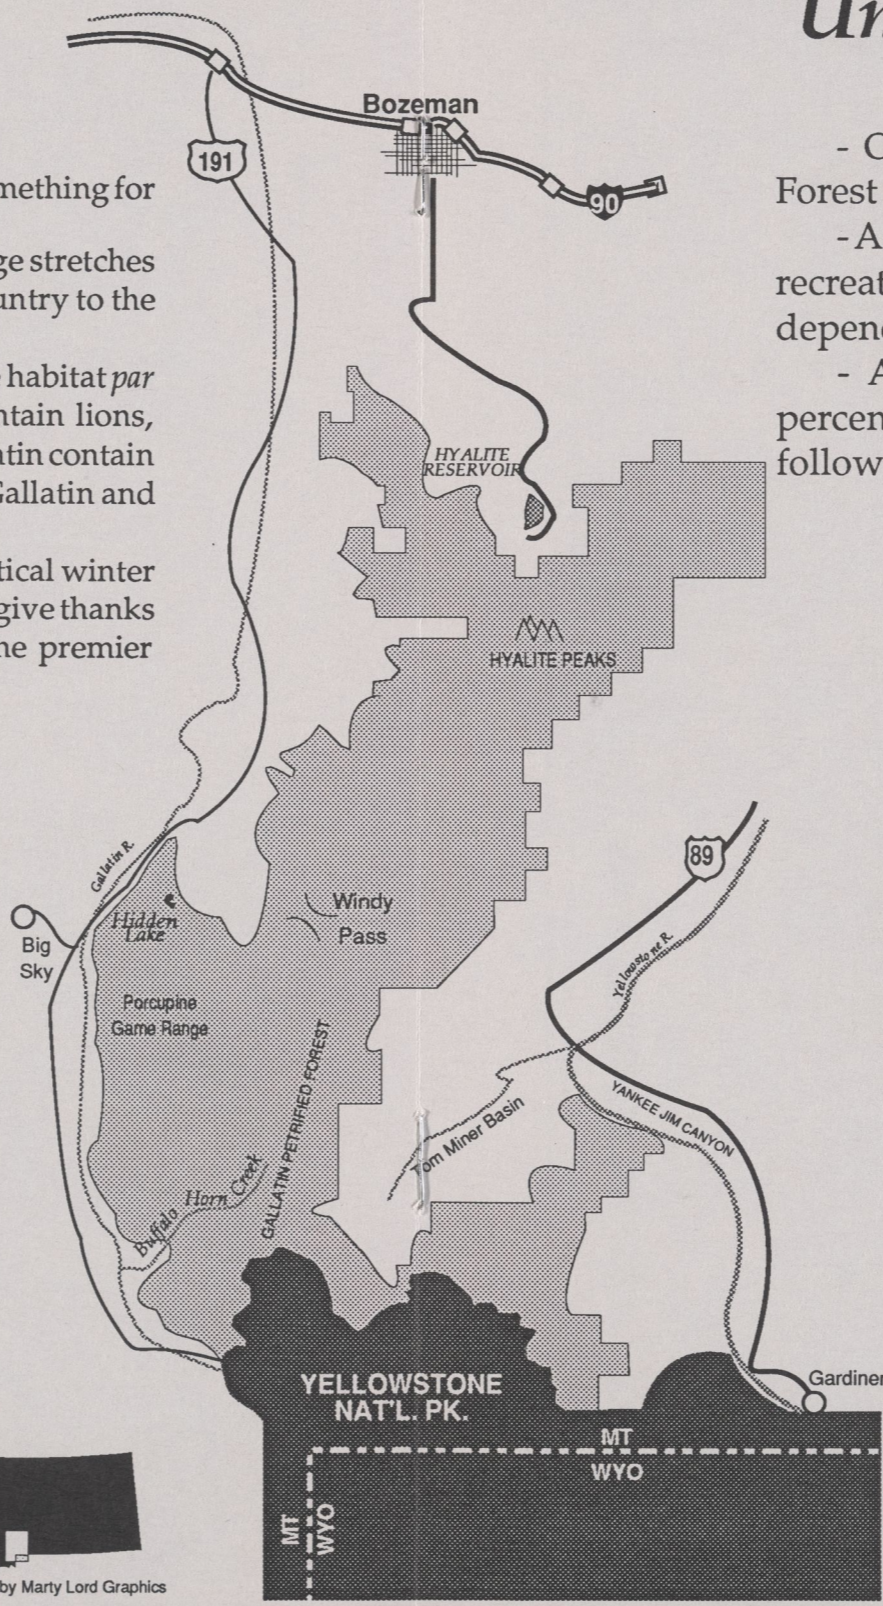 Bozeman
191
90
mething for
ge stretches
untry to the
habitat par
ntain lions,
tin contain
Gallatin and
tical winter
give thanks
he premier
Forest
- A
recreat
depend
- A
percen
follow
HYALITE
RESERVOIR
HYALITE PEAKS
89
Gallatin R.
Hidden
Lake
Windy
Pass
Big
Sky
Yellowstone R.
Porcupine
Game Range
GALLATIN PETRIFIED FOREST
YANKEE JIM CANYON
Tom Miner Basin
Buffalo Horn Creek
YELLOWSTONE
NAT'L. PK.
Gardiner
MT
WYO
MT
WYO
by Marty Lord Graphics